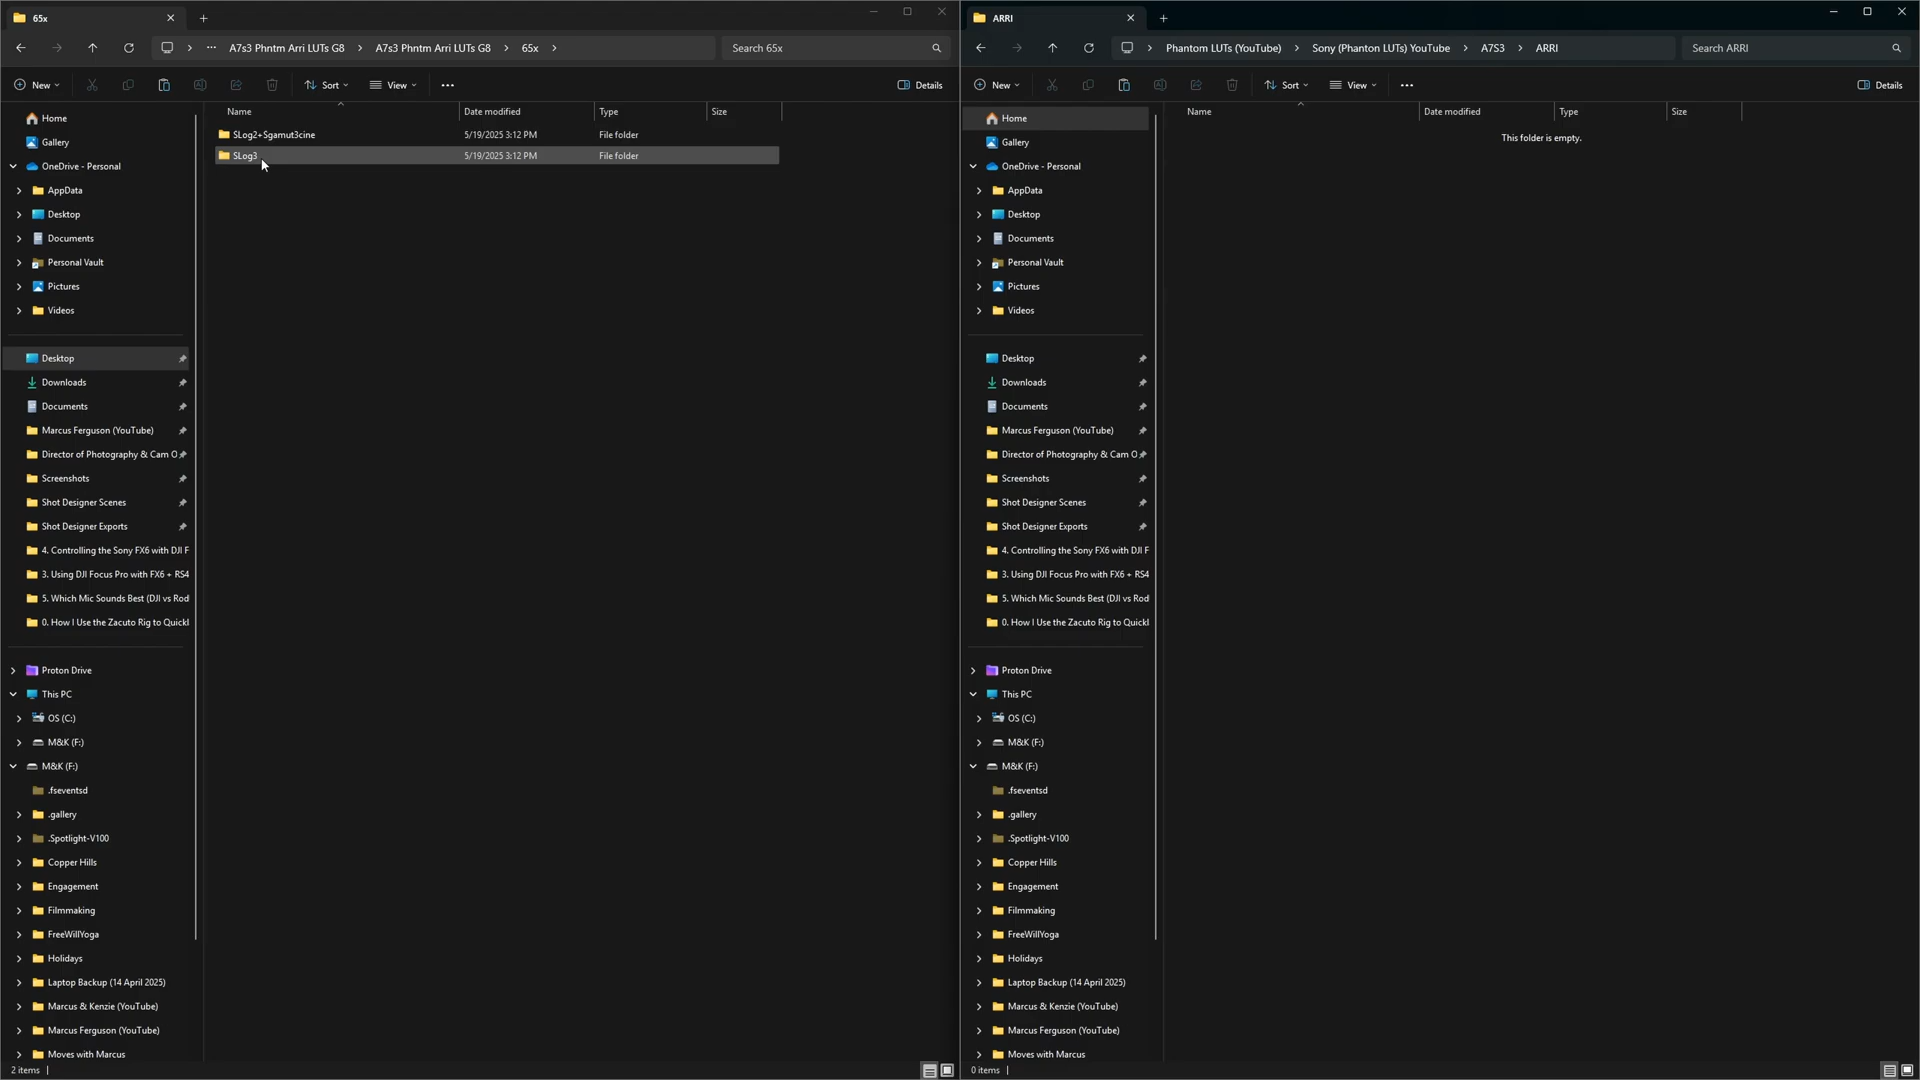 65x
A7s3 Phntm Arri LUTs G8
A7s3 Phntm Arri LUTs G8
65x
Search 65x
New
Sort
View
Details
Name
Date modified
Type
Size
SLog2+Sgamut3cine
5/19/2025 3:12 PM
File folder
SLog3
5/19/2025 3:12 PM
File folder
Home
Gallery
OneDrive - Personal
AppData
Desktop
Documents
Personal Vault
Pictures
Videos
Desktop
Downloads
Documents
Marcus Ferguson (YouTube)
Director of Photography & Cam O
Screenshots
Shot Designer Scenes
Shot Designer Exports
4. Controlling the Sony FX6 with DJI F
3. Using DJI Focus Pro with FX6 + RS4
5. Which Mic Sounds Best (DJI vs Rod
0. How I Use the Zacuto Rig to Quickl
Proton Drive
This PC
OS (C:)
M&K (F:)
M&K (F:)
.fseventsd
.gallery
.Spotlight-V100
Copper Hills
Engagement
Filmmaking
FreeWillYoga
Holidays
Laptop Backup (14 April 2025)
Marcus & Kenzie (YouTube)
Marcus Ferguson (YouTube)
Moves with Marcus
2 items
ARRI
Phantom LUTs (YouTube)
Sony (Phanton LUTs) YouTube
A7S3
ARRI
Search ARRI
New
Sort
View
Details
Name
Date modified
Type
Size
This folder is empty.
Home
Gallery
OneDrive - Personal
AppData
Desktop
Documents
Personal Vault
Pictures
Videos
Desktop
Downloads
Documents
Marcus Ferguson (YouTube)
Director of Photography & Cam O
Screenshots
Shot Designer Scenes
Shot Designer Exports
4. Controlling the Sony FX6 with DJI F
3. Using DJI Focus Pro with FX6 + RS4
5. Which Mic Sounds Best (DJI vs Rod
0. How I Use the Zacuto Rig to Quickl
Proton Drive
This PC
OS (C:)
M&K (F:)
M&K (F:)
.fseventsd
.gallery
.Spotlight-V100
Copper Hills
Engagement
Filmmaking
FreeWillYoga
Holidays
Laptop Backup (14 April 2025)
Marcus & Kenzie (YouTube)
Marcus Ferguson (YouTube)
Moves with Marcus
0 items